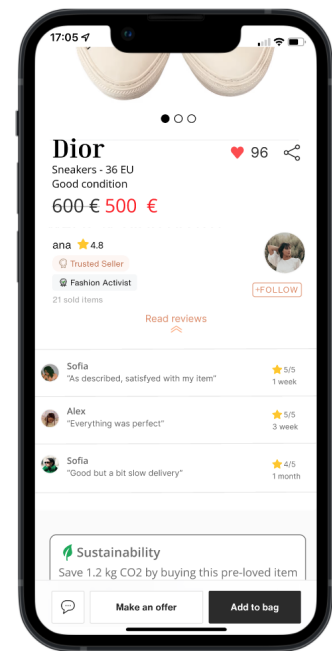 17:05
Dior
96
Sneakers - 36 EU
Good condition
600 € 500 €
ana 4.8
Trusted Seller
Fashion Activist
+FOLLOW
21 sold items
Read reviews
Sofia
5/5
"As described, satisfyed with my item"
1 week
Alex
5/5
"Everything was perfect"
3 week
Sofia
4/5
"Good but a bit slow delivery"
1 month
Sustainability
Save 1.2 kg CO2 by buying this pre-loved item
Make an offer
Add to bag